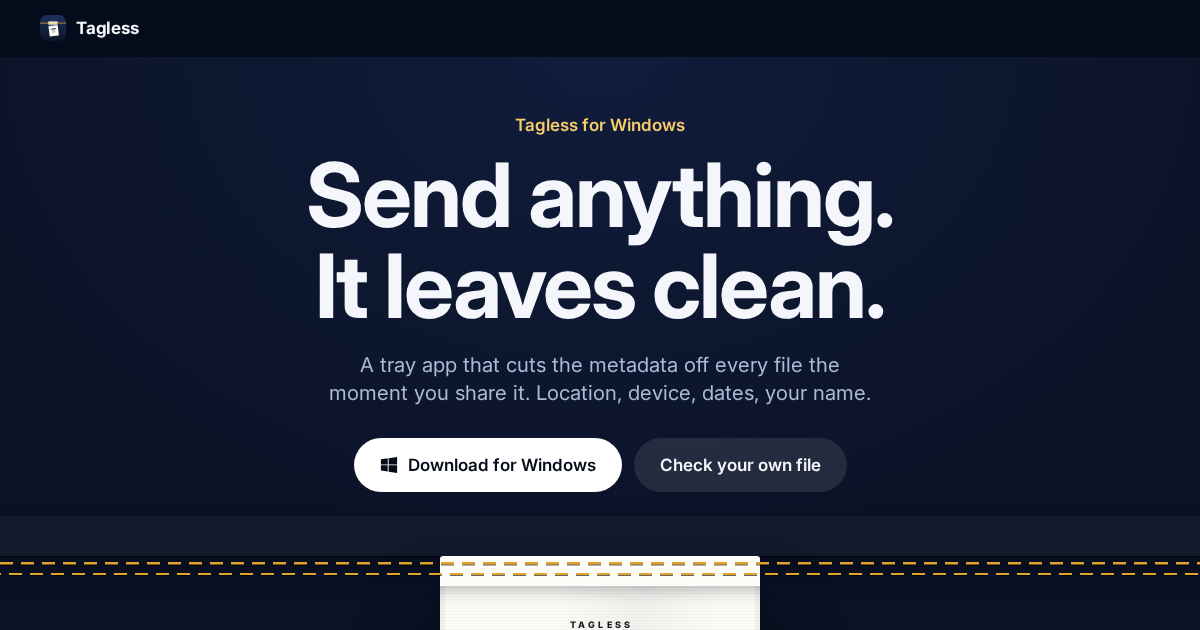 Tagless
Tagless for Windows
Send anything.
It leaves clean.
A tray app that cuts the metadata off every file the
moment you share it. Location, device, dates, your name.
Download for Windows
Check your own file
TAGLESS